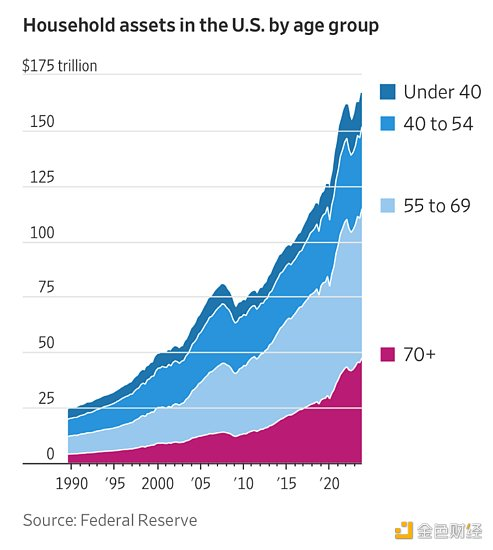 Household assets in the U.S. by age group
$175 trillion
Under 40
150
40 to 54
125
55 to 69
100
75
50
70+
25
0
1990 '95 2000 '05 '10 '15 '20
Source: Federal Reserve
金色财经